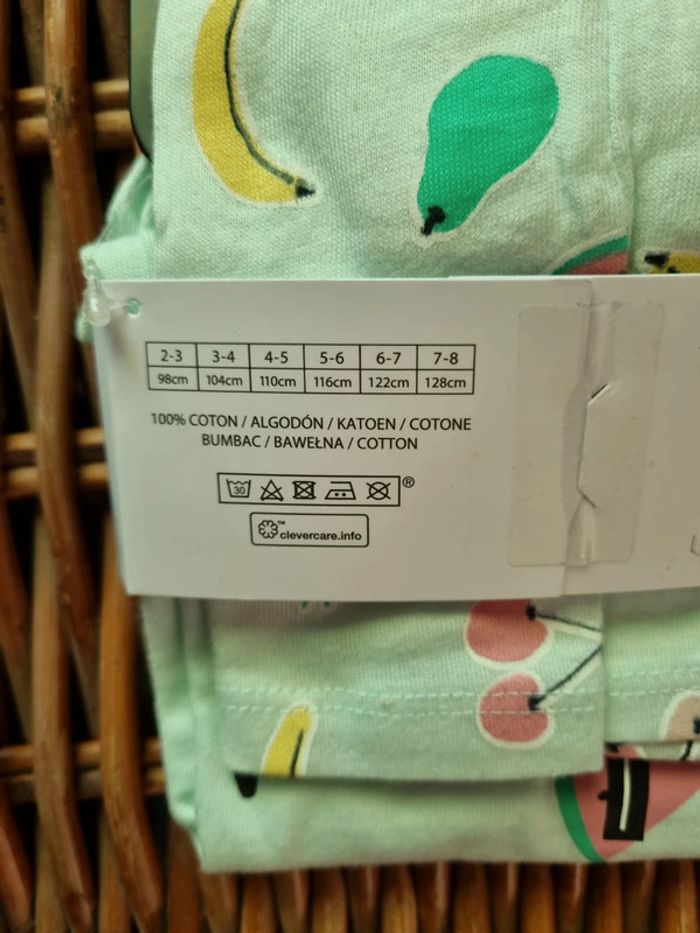 2-3 3-4 4-5 5-6 6-7 7-8
98cm 104cm 110cm 116cm 122cm 128cm
100% COTON / ALGODÓN / KATOEN / COTONE
BUMBAC / BAWEŁNA / COTTON
30 ®
™ clevercare.info